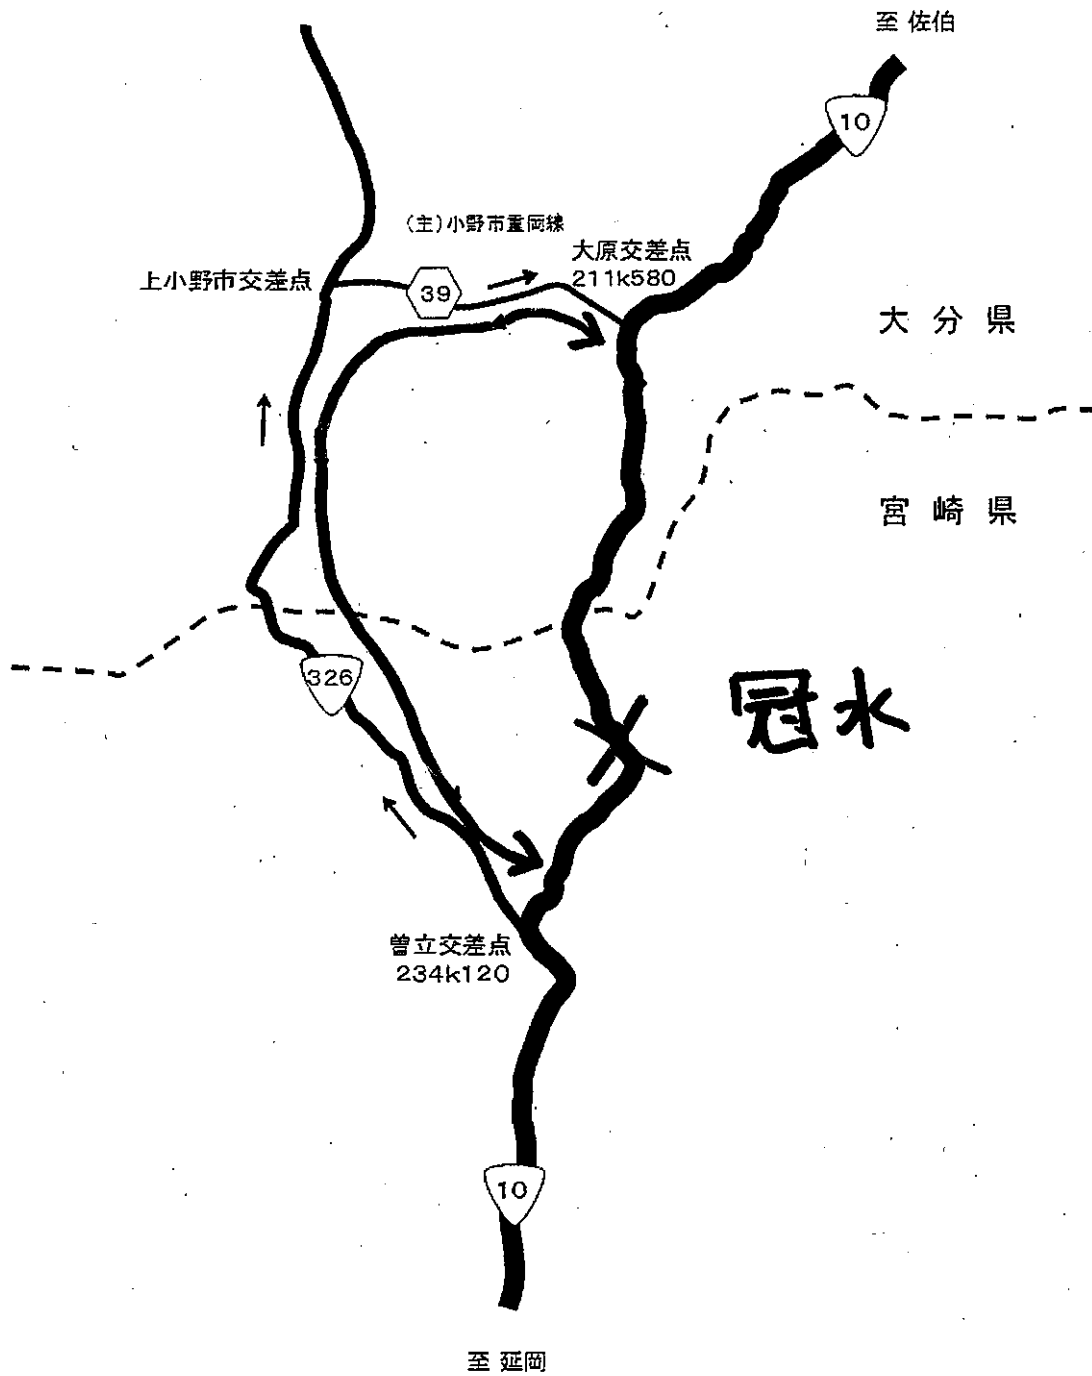 至 佐伯
10
(主)小野市重岡線
大原交差点
211k580
上小野市交差点
39
大分県
宮崎県
326
冠水
曽立交差点
234k120
10
至 延岡